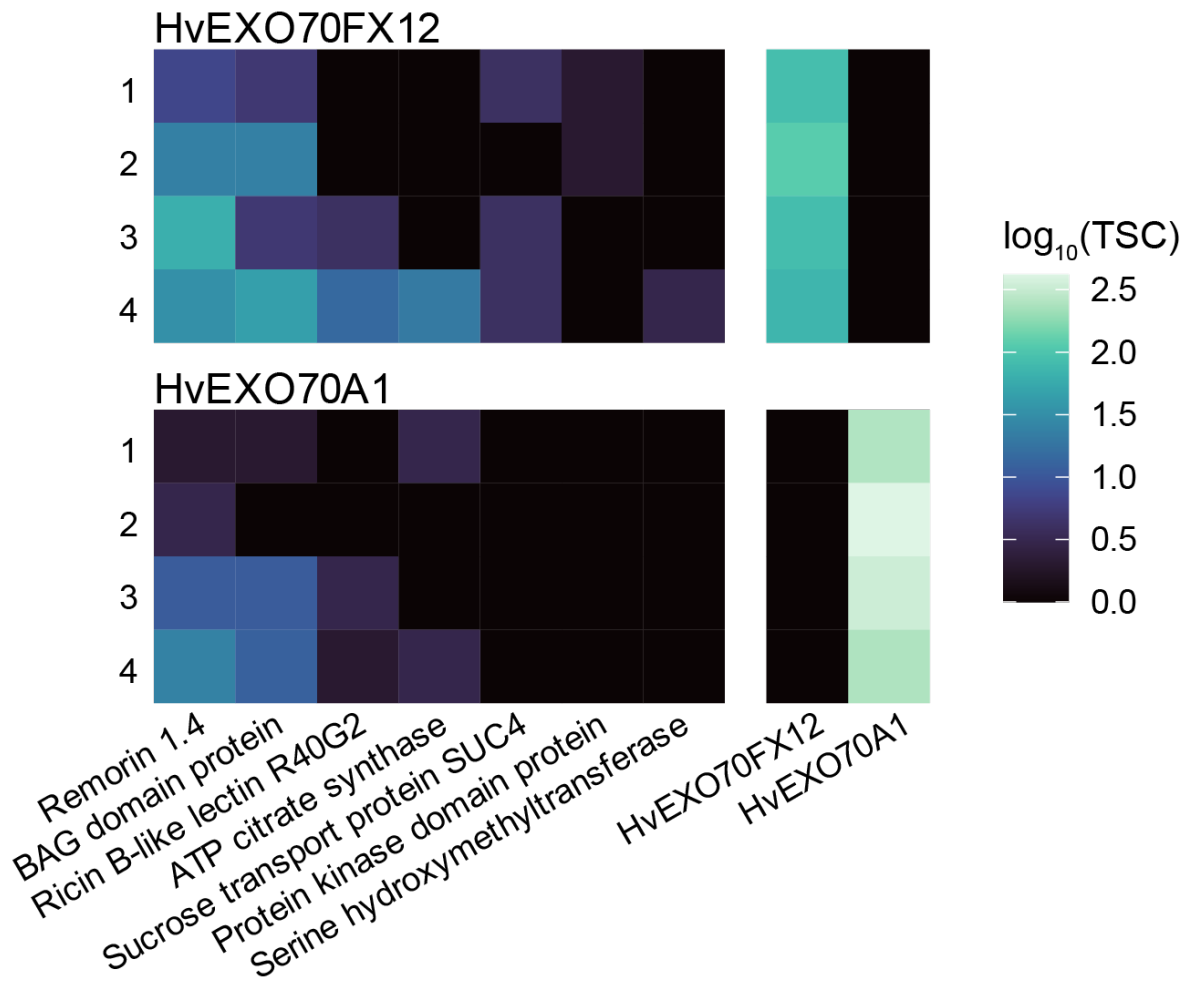 HvEXO70FX12
1
2
3
4
HvEXO70A1
1
2
3
4
Remorin 1.4
BAG domain protein
Ricin B-like lectin R40G2
ATP citrate synthase
Sucrose transport protein SUC4
Protein kinase domain protein
Serine hydroxymethyltransferase
HvEXO70FX12
HvEXO70A1
log₁₀(TSC)
2.5
2.0
1.5
1.0
0.5
0.0